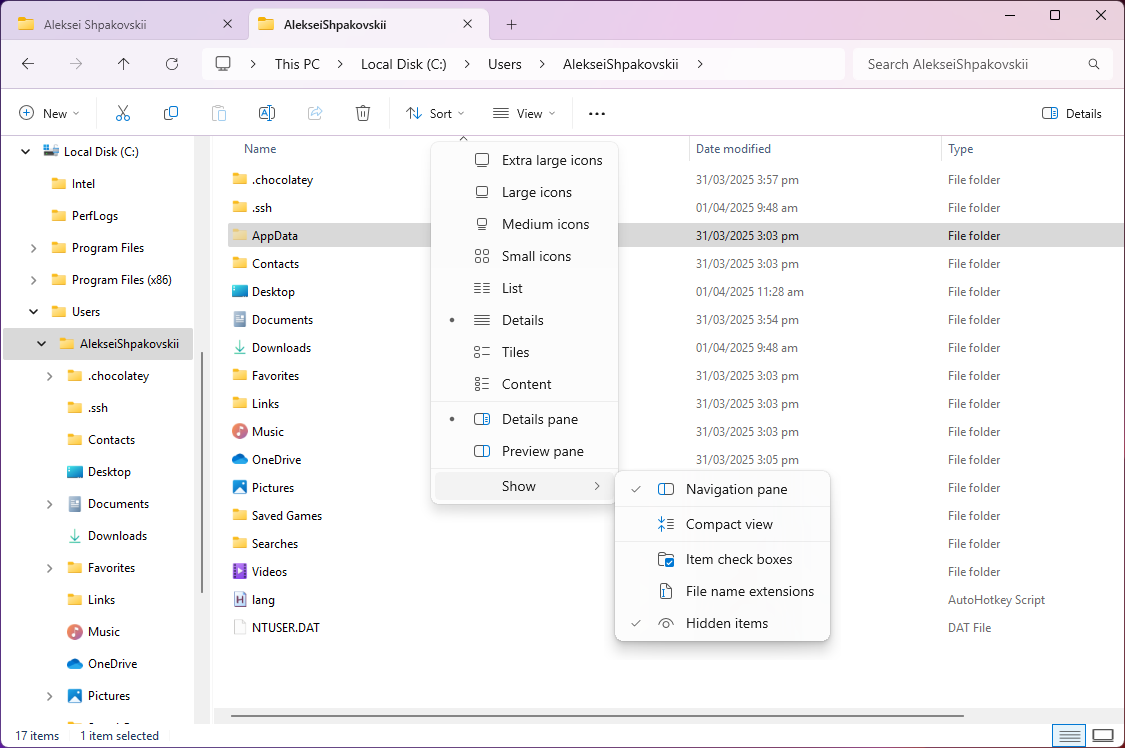 Aleksei Shpakovskii
AlekseiShpakovskii
This PC
Local Disk (C:)
Users
AlekseiShpakovskii
Search AlekseiShpakovskii
New
Sort
View
Details
Local Disk (C:)
Intel
PerfLogs
Program Files
Program Files (x86)
Users
AlekseiShpakovskii
.chocolatey
.ssh
Contacts
Desktop
Documents
Downloads
Favorites
Links
Music
OneDrive
Pictures
Name
Date modified
Type
.chocolatey
31/03/2025 3:57 pm
File folder
.ssh
01/04/2025 9:48 am
File folder
AppData
31/03/2025 3:03 pm
File folder
Contacts
31/03/2025 3:03 pm
File folder
Desktop
01/04/2025 11:28 am
File folder
Documents
31/03/2025 3:54 pm
File folder
Downloads
01/04/2025 9:48 am
File folder
Favorites
31/03/2025 3:03 pm
File folder
Links
31/03/2025 3:03 pm
File folder
Music
31/03/2025 3:03 pm
File folder
OneDrive
31/03/2025 3:05 pm
File folder
Pictures
File folder
Saved Games
File folder
Searches
File folder
Videos
File folder
lang
AutoHotkey Script
NTUSER.DAT
DAT File
Extra large icons
Large icons
Medium icons
Small icons
List
Details
Tiles
Content
Details pane
Preview pane
Show
Navigation pane
Compact view
Item check boxes
File name extensions
Hidden items
17 items
1 item selected